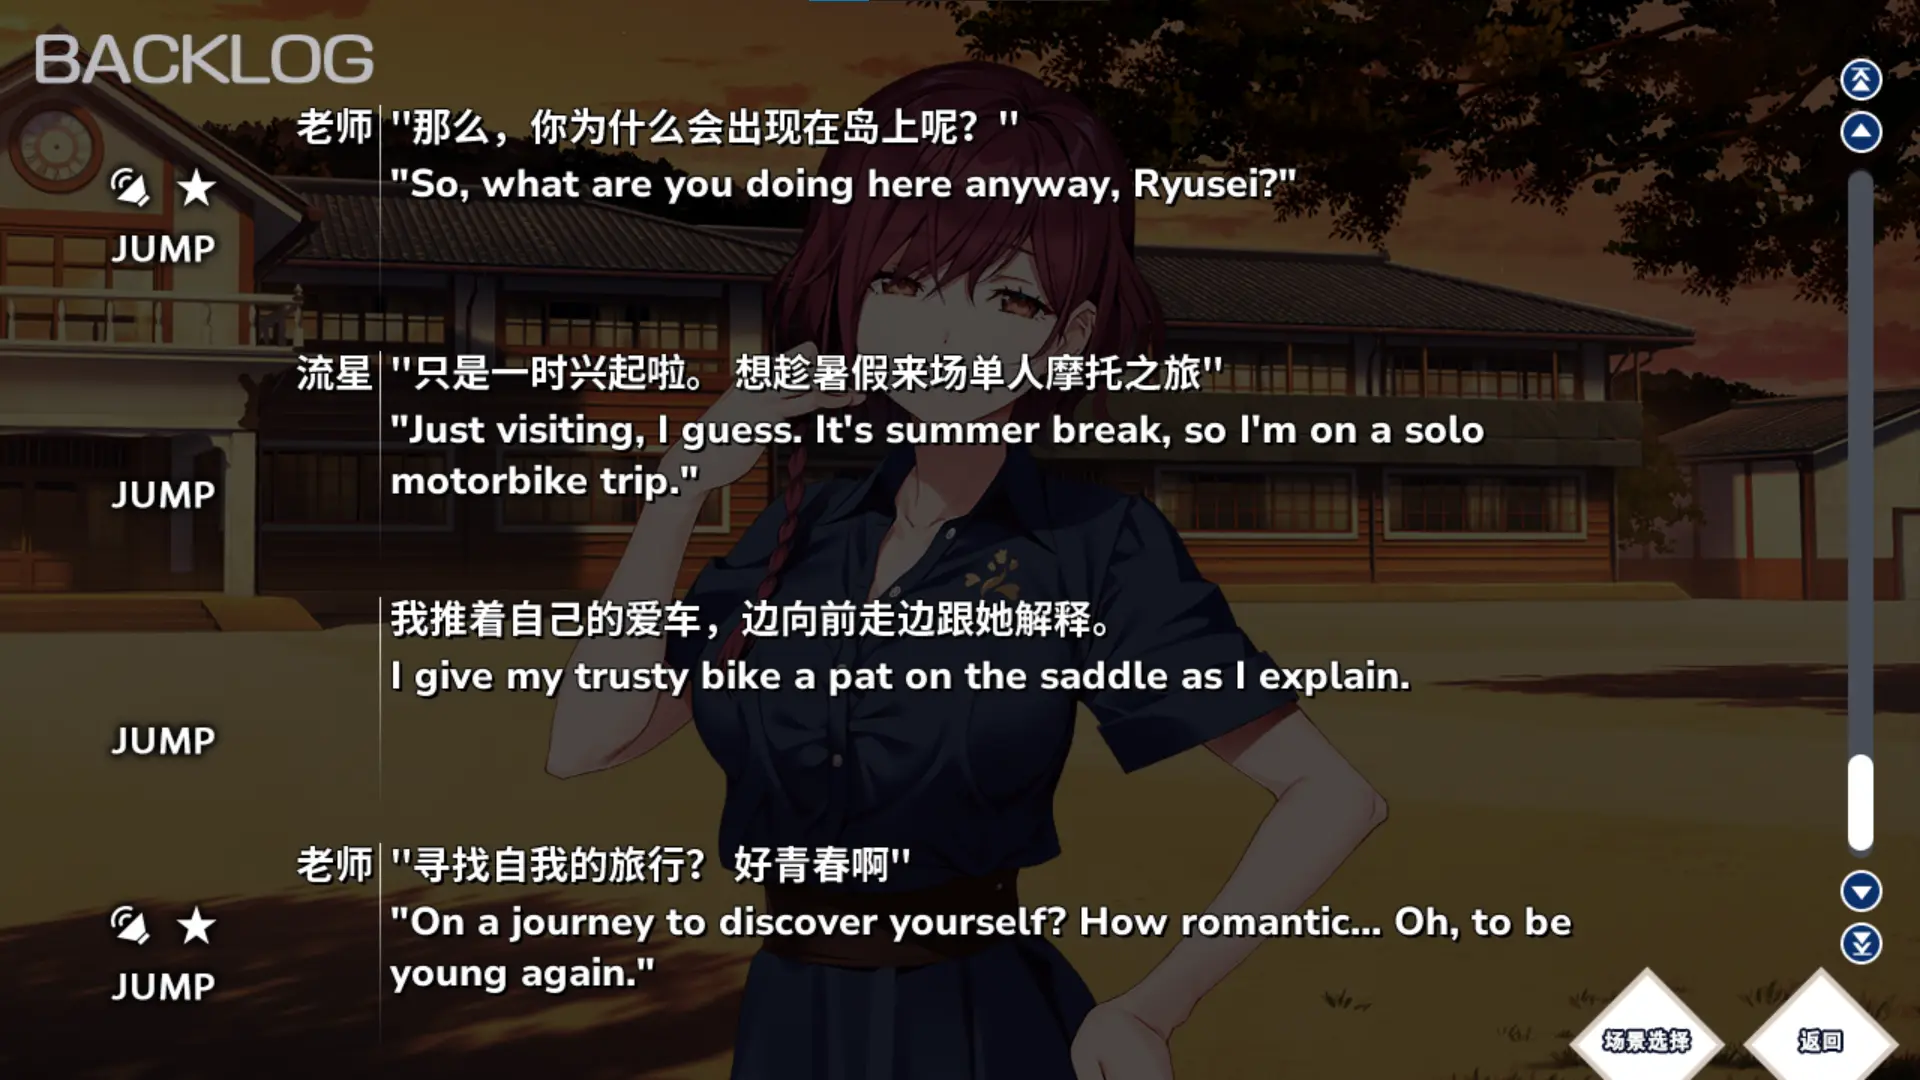 BACKLOG
老师 "那么，你为什么会出现在岛上呢？"
"So, what are you doing here anyway, Ryusei?"
JUMP
流星 "只是一时兴起啦。 想趁暑假来场单人摩托之旅"
"Just visiting, I guess. It's summer break, so I'm on a solo
motorbike trip."
JUMP
我推着自己的爱车，边向前走边跟她解释。
I give my trusty bike a pat on the saddle as I explain.
JUMP
老师 "寻找自我的旅行？ 好青春啊"
"On a journey to discover yourself? How romantic... Oh, to be
young again."
JUMP
场景选择
返回